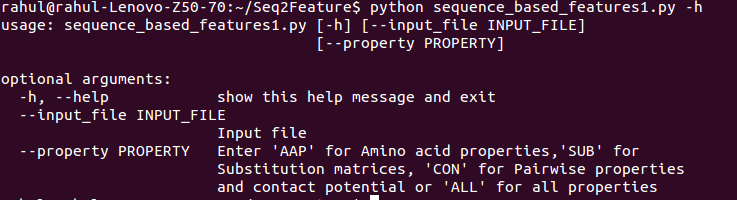 rahul@rahul-Lenovo-Z50-70:~/Seq2Feature$ python sequence_based_features1.py -h
usage: sequence_based_features1.py [-h] [--input_file INPUT_FILE]
[--property PROPERTY]
optional arguments:
-h, --help show this help message and exit
--input_file INPUT_FILE
Input file
--property PROPERTY Enter 'AAP' for Amino acid properties,'SUB' for
Substitution matrices, 'CON' for Pairwise properties
and contact potential or 'ALL' for all properties